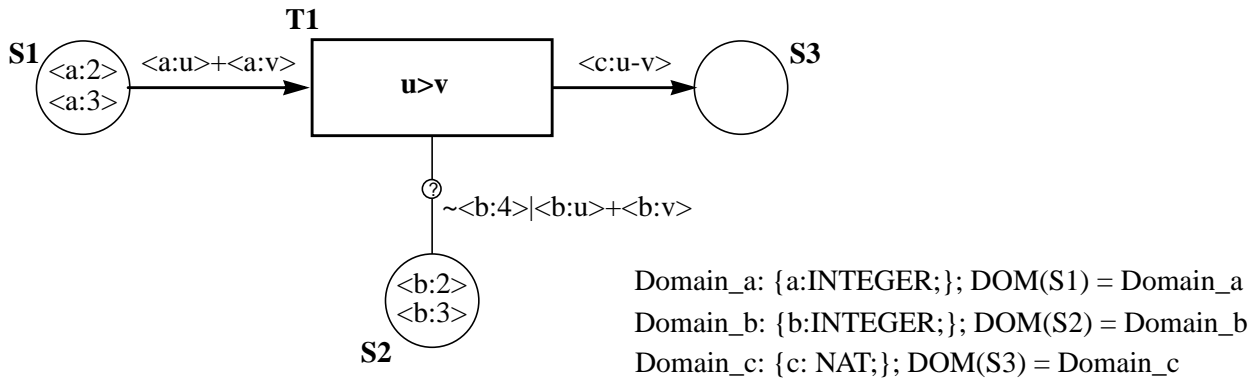 T1
S1
<a:2>
<a:3>
<a:u>+<a:v>
u>v
<c:u-v>
S3
?
~<b:4>|<b:u>+<b:v>
<b:2>
<b:3>
S2
Domain_a: {a:INTEGER;}; DOM(S1) = Domain_a
Domain_b: {b:INTEGER;}; DOM(S2) = Domain_b
Domain_c: {c: NAT;}; DOM(S3) = Domain_c